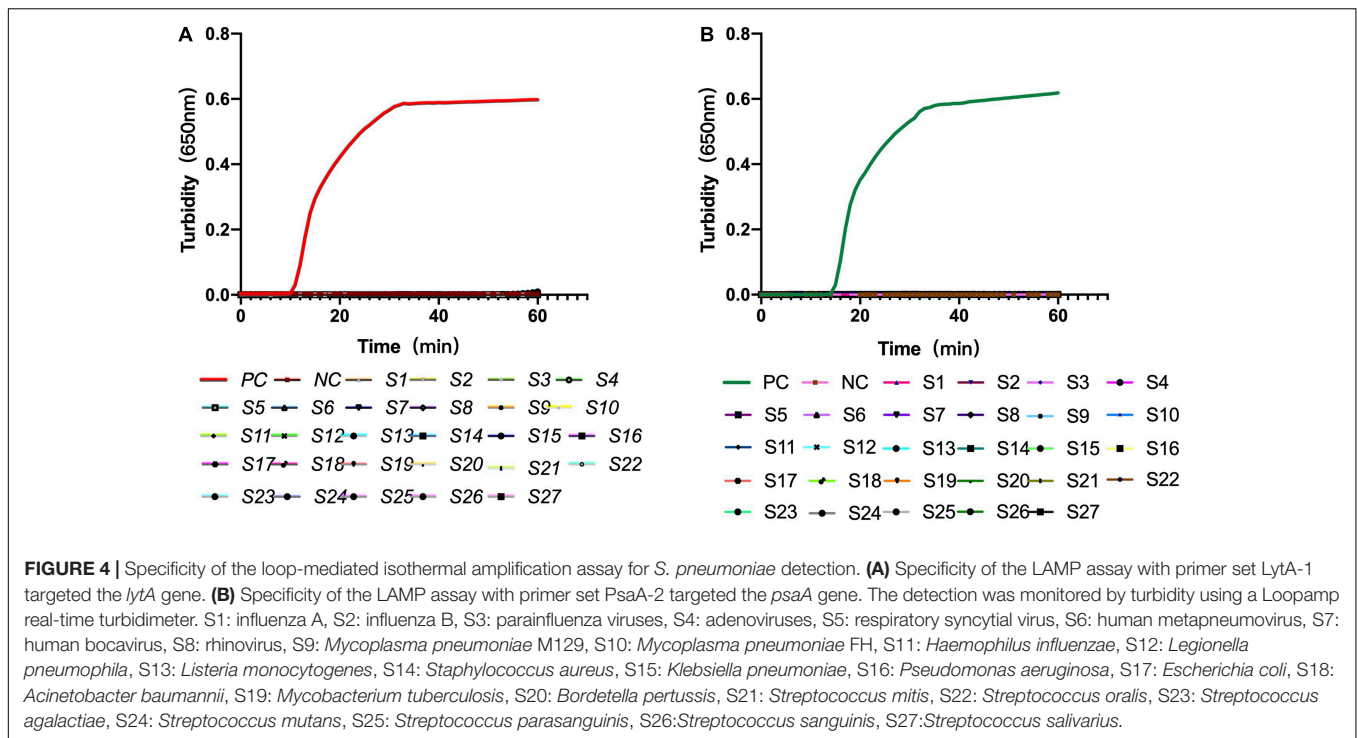 A
B
0.8
0.6
0.4
0.2
0.0
Turbidity (650nm)
0 20 40 60
Time (min)
0.8
0.6
0.4
0.2
0.0
Turbidity (650nm)
0 20 40 60
Time (min)
PC NC S1 S2 S3 S4
S5 S6 S7 S8 S9 S10
S11 S12 S13 S14 S15 S16
S17 S18 S19 S20 S21 S22
S23 S24 S25 S26 S27
PC NC S1 S2 S3 S4
S5 S6 S7 S8 S9 S10
S11 S12 S13 S14 S15 S16
S17 S18 S19 S20 S21 S22
S23 S24 S25 S26 S27
FIGURE 4 | Specificity of the loop-mediated isothermal amplification assay for S. pneumoniae detection. (A) Specificity of the LAMP assay with primer set LytA-1
targeted the lytA gene. (B) Specificity of the LAMP assay with primer set PsaA-2 targeted the psaA gene. The detection was monitored by turbidity using a Loopamp
real-time turbidimeter. S1: influenza A, S2: influenza B, S3: parainfluenza viruses, S4: adenoviruses, S5: respiratory syncytial virus, S6: human metapneumovirus, S7:
human bocavirus, S8: rhinovirus, S9: Mycoplasma pneumoniae M129, S10: Mycoplasma pneumoniae FH, S11: Haemophilus influenzae, S12: Legionella
pneumophila, S13: Listeria monocytogenes, S14: Staphylococcus aureus, S15: Klebsiella pneumoniae, S16: Pseudomonas aeruginosa, S17: Escherichia coli, S18:
Acinetobacter baumannii, S19: Mycobacterium tuberculosis, S20: Bordetella pertussis, S21: Streptococcus mitis, S22: Streptococcus oralis, S23: Streptococcus
agalactiae, S24: Streptococcus mutans, S25: Streptococcus parasanguinis, S26:Streptococcus sanguinis, S27:Streptococcus salivarius.